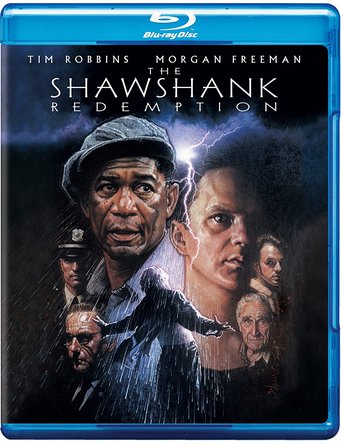 Blu-ray Disc
TIM ROBBINS MORGAN FREEMAN
THE
SHAWSHANK
REDEMPTION